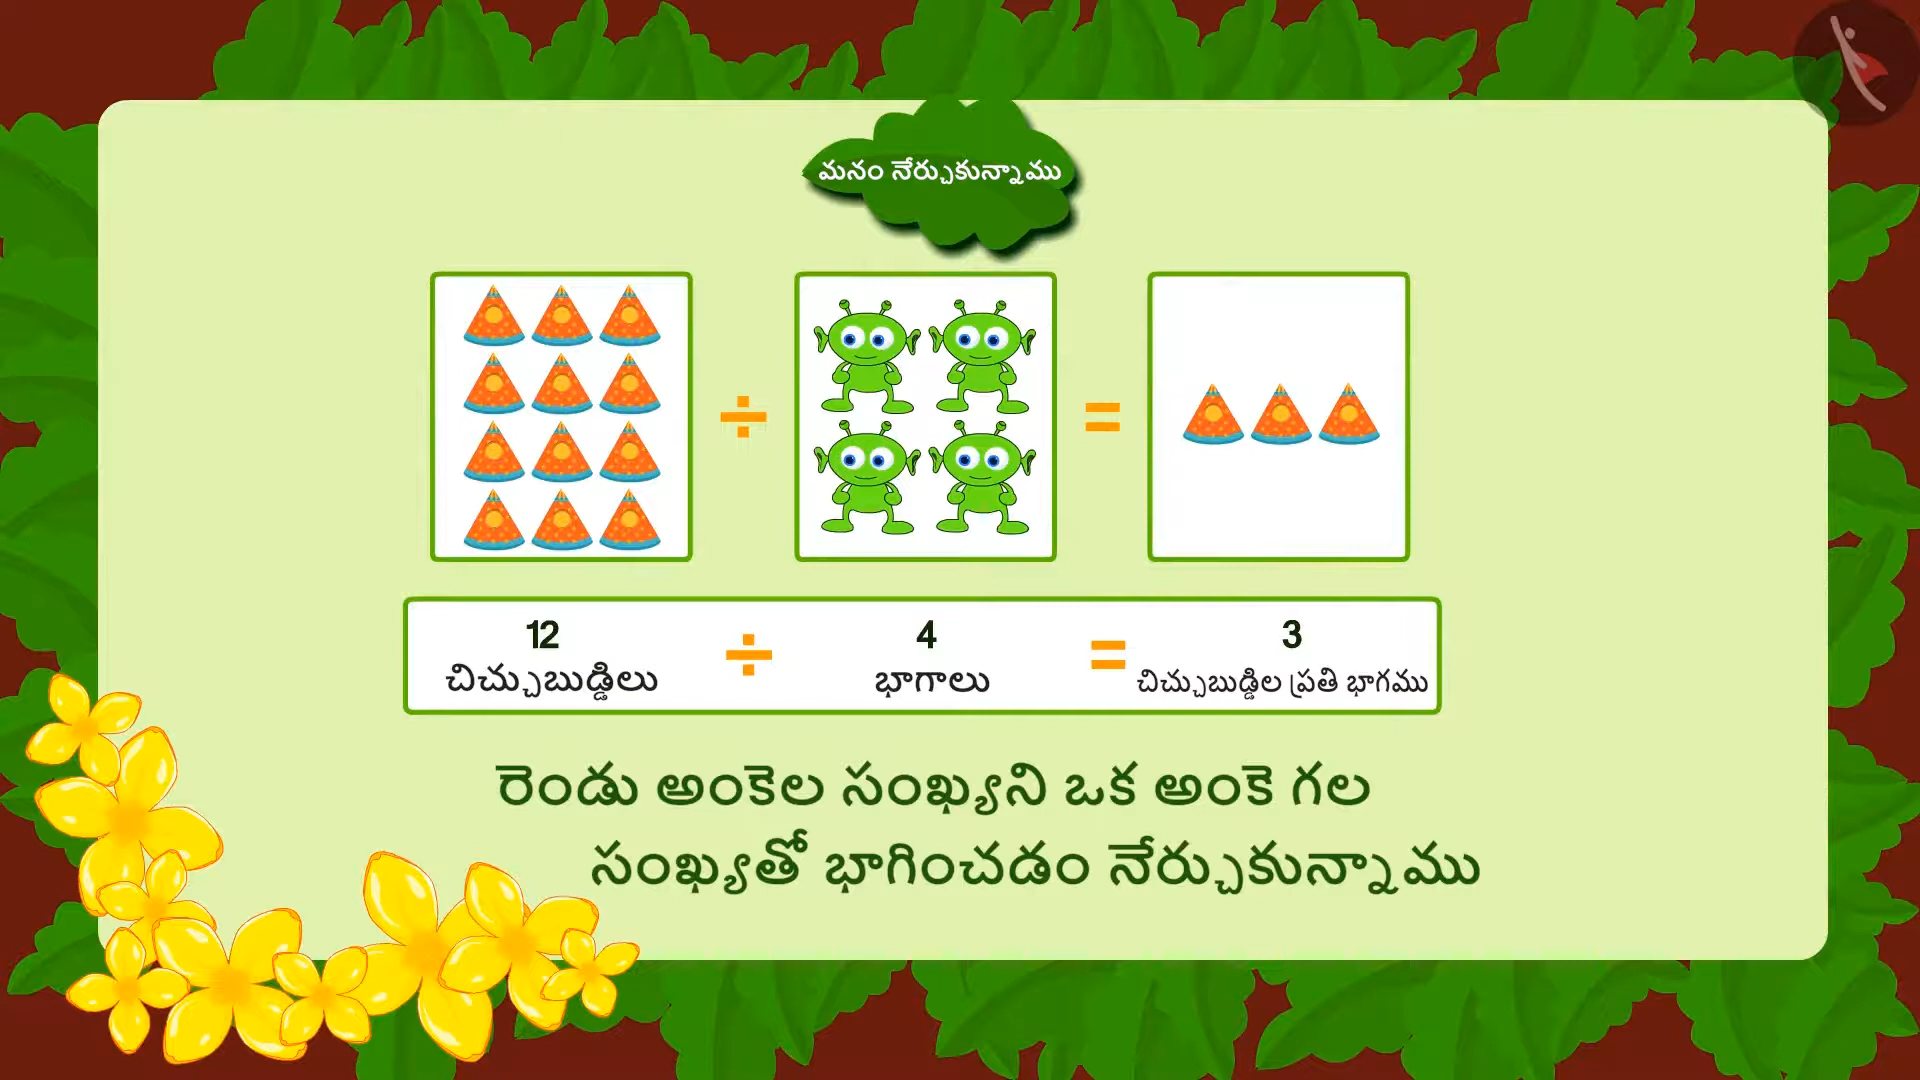 మనం నేర్చుకున్నాము
÷ =
12 ÷ 4 = 3
చిచ్చుబుడ్డిలు భాగాలు చిచ్చుబుడ్డిల ప్రతి భాగము
రెండు అంకెల సంఖ్యని ఒక అంకె గల
సంఖ్యతో భాగించడం నేర్చుకున్నాము